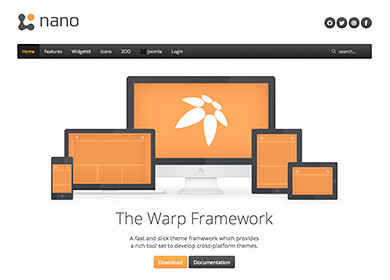 nano
Home Features Widgetkit Icons ZOO Joomla Login search...
The Warp Framework
A fast and slick theme framework which provides
a rich tool set to develop cross-platform themes.
Download Documentation